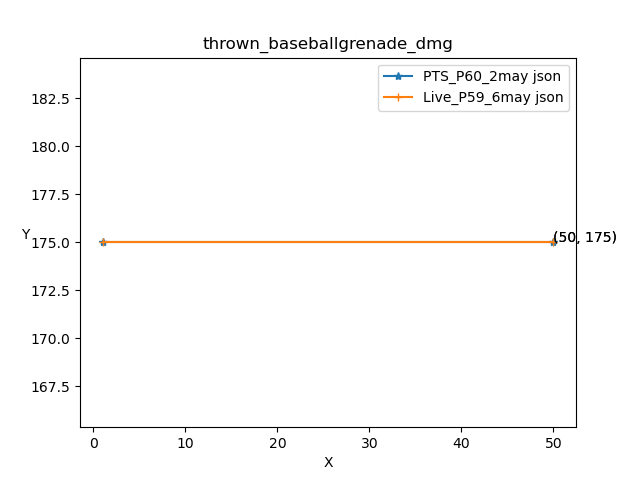 thrown_baseballgrenade_dmg
PTS_P60_2may json
Live_P59_6may json
182.5
180.0
177.5
Y
175.0
(50, 175)
172.5
170.0
167.5
0
10
20
30
40
50
X